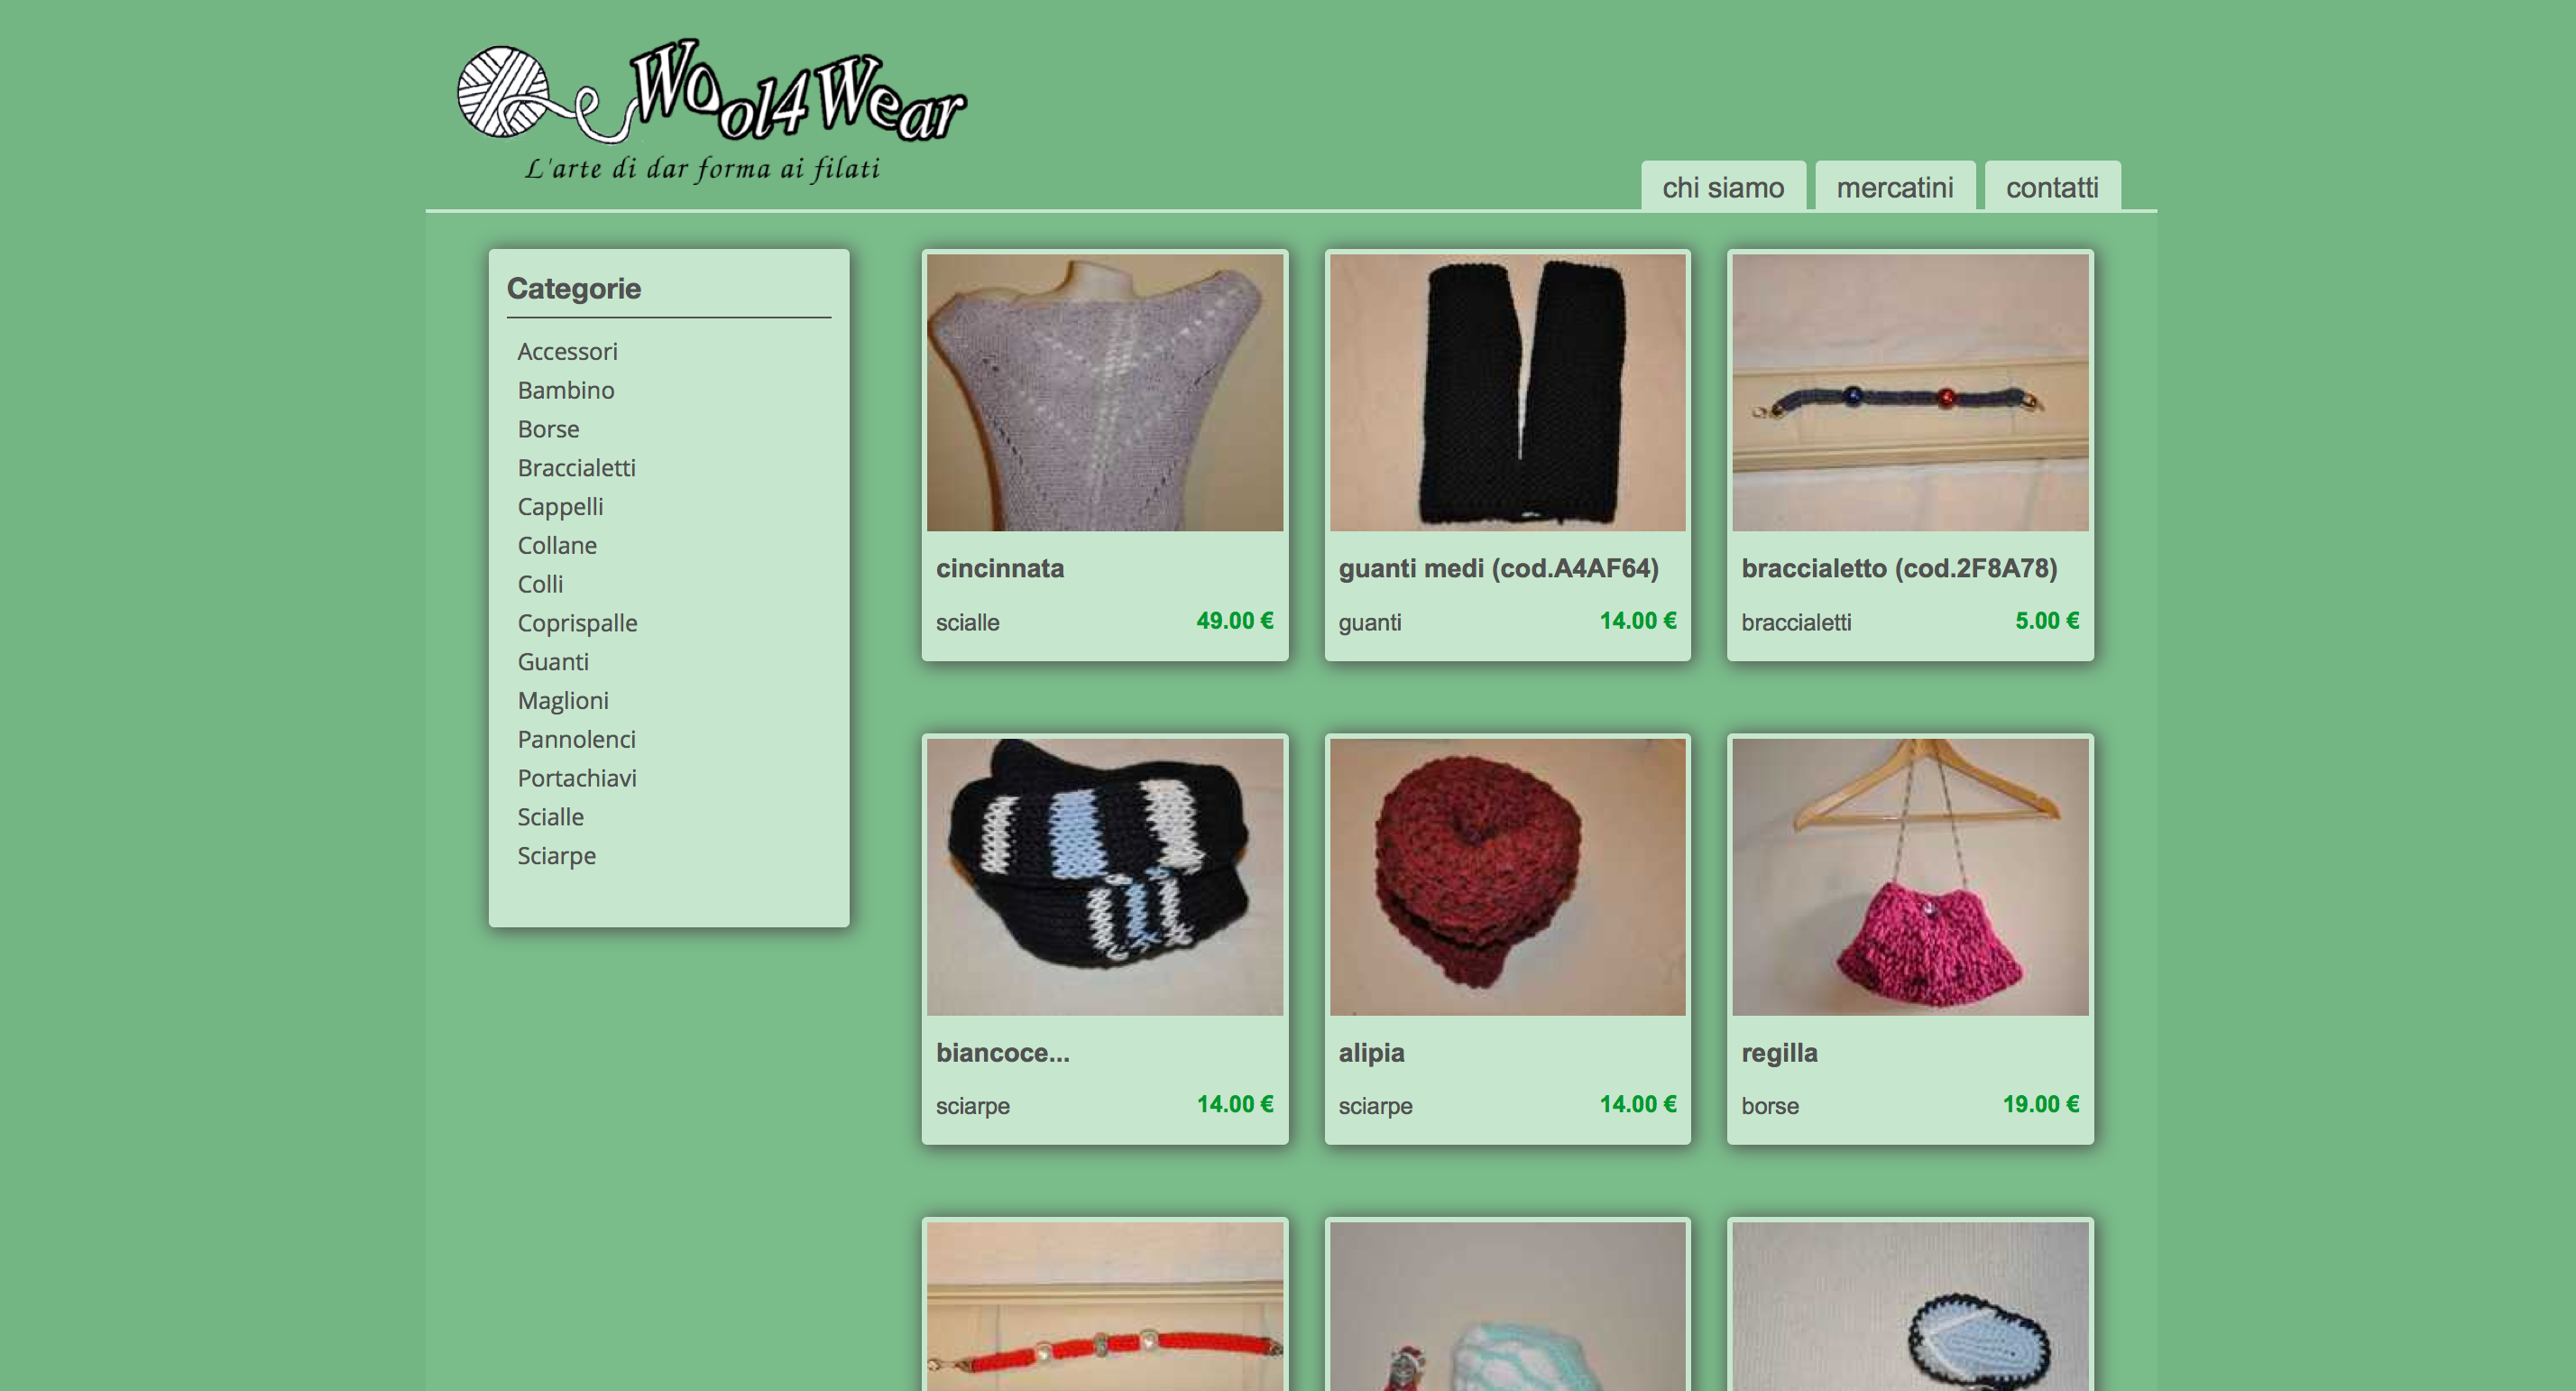 Wool4Wear
L'arte di dar forma ai filati
chi siamo
mercatini
contatti
Categorie
Accessori
Bambino
Borse
Braccialetti
Cappelli
Collane
Colli
Coprispalle
Guanti
Maglioni
Pannolenci
Portachiavi
Scialle
Sciarpe
cincinnata
scialle 49.00 €
guanti medi (cod.A4AF64)
guanti 14.00 €
braccialetto (cod.2F8A78)
braccialetti 5.00 €
biancoce...
sciarpe 14.00 €
alipia
sciarpe 14.00 €
regilla
borse 19.00 €